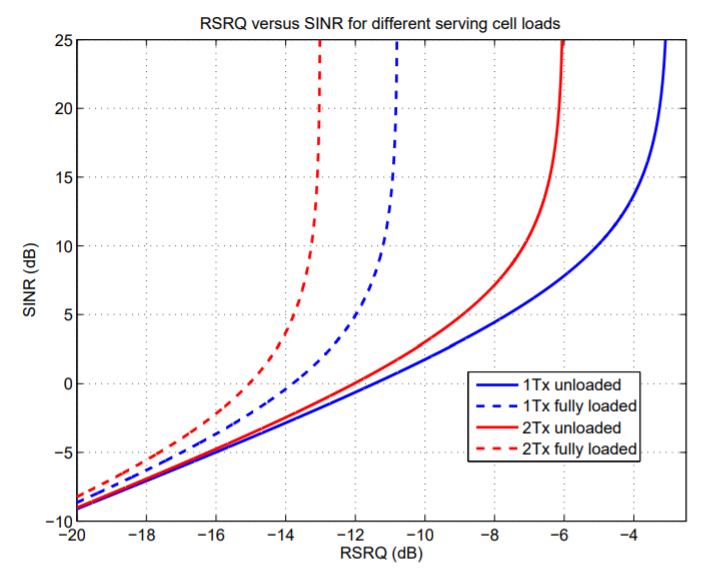 RSRQ versus SINR for different serving cell loads
25
20
15
10
5
0
−5
−10
SINR (dB)
−20
−18
−16
−14
−12
−10
−8
−6
−4
RSRQ (dB)
1Tx unloaded
1Tx fully loaded
2Tx unloaded
2Tx fully loaded